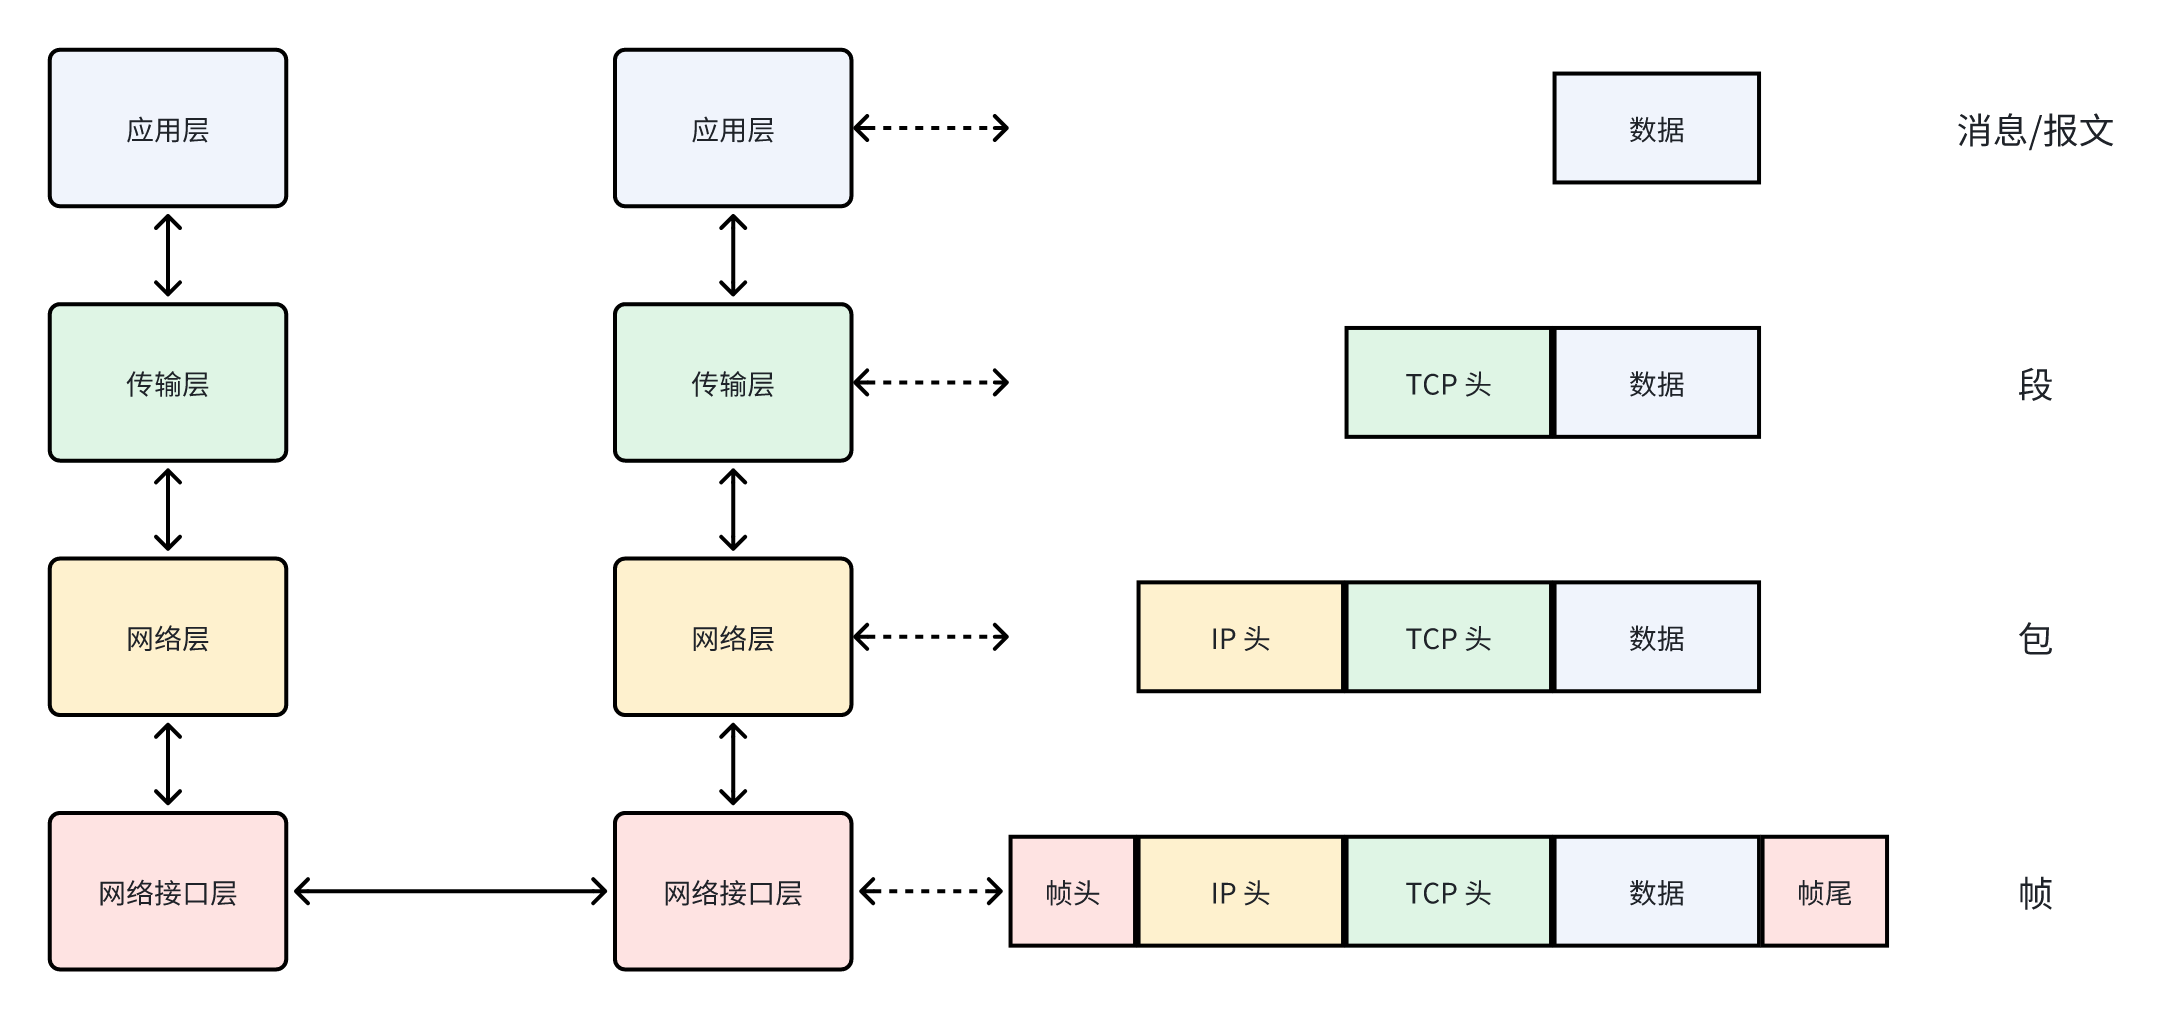 应用层
应用层
数据
消息/报文
传输层
传输层
TCP 头
数据
段
网络层
网络层
IP 头
TCP 头
数据
包
网络接口层
网络接口层
帧头
IP 头
TCP 头
数据
帧尾
帧